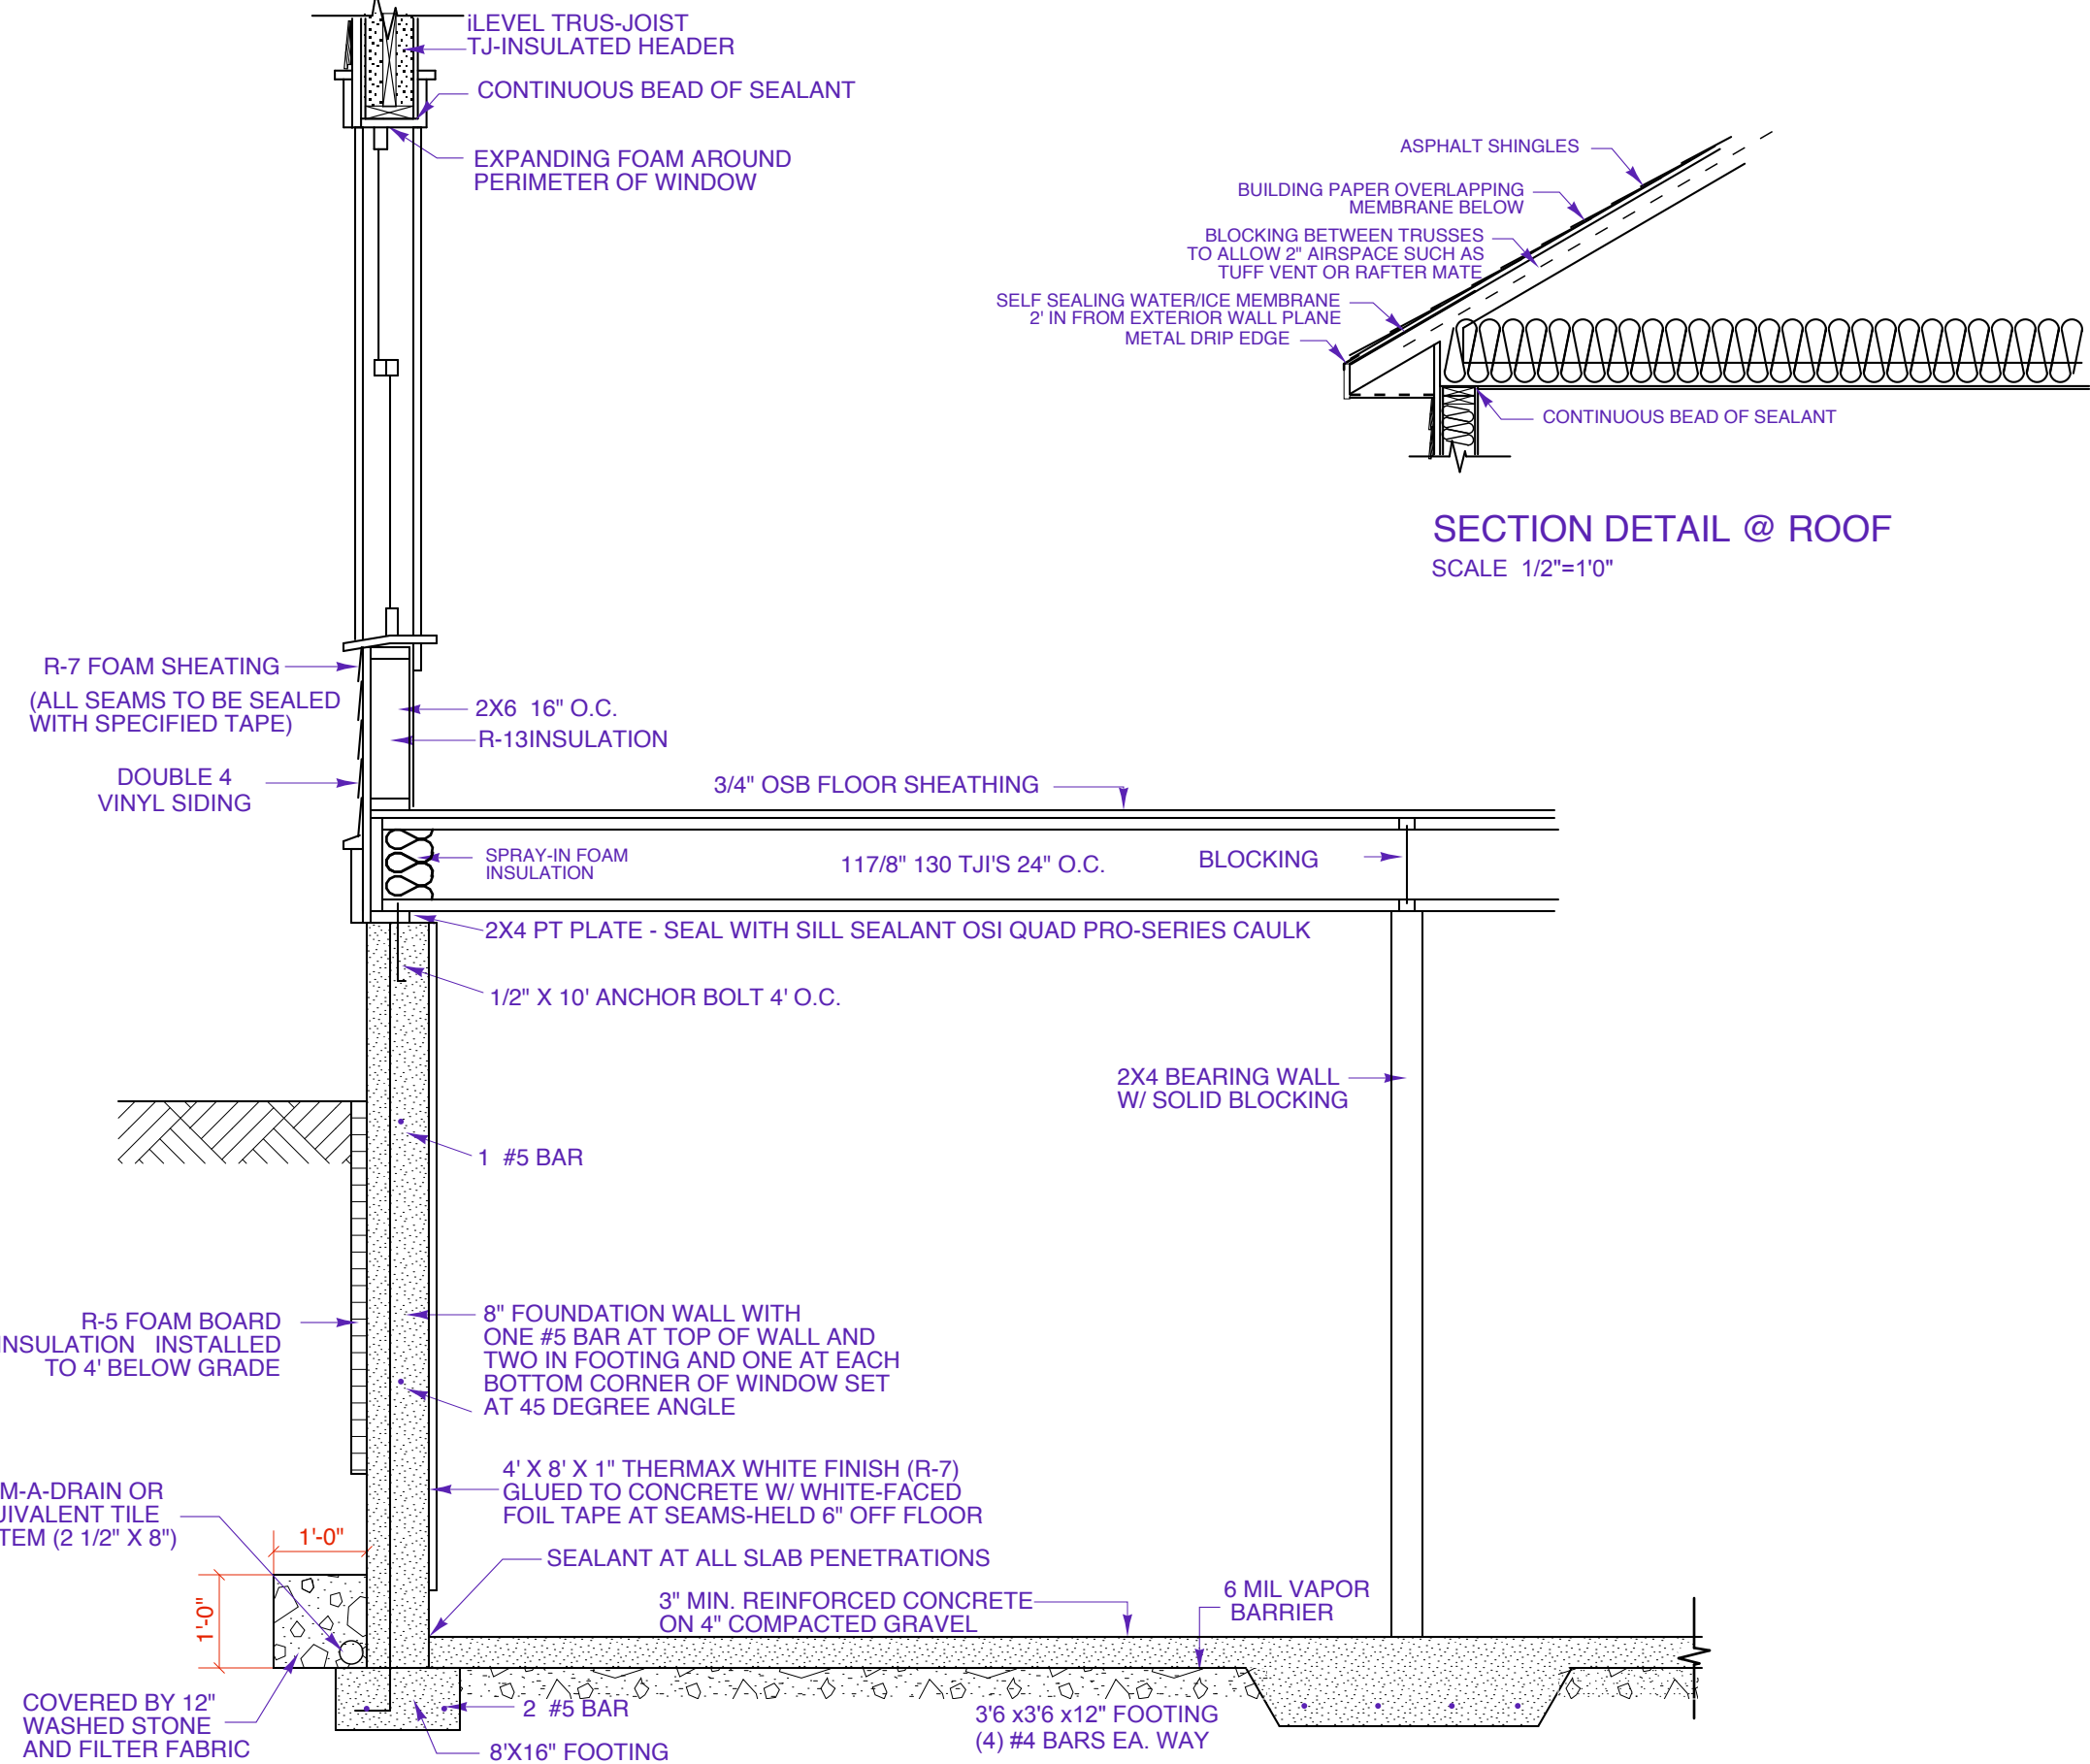 iLEVEL TRUS-JOIST
TJ-INSULATED HEADER
CONTINUOUS BEAD OF SEALANT
EXPANDING FOAM AROUND
PERIMETER OF WINDOW
ASPHALT SHINGLES
BUILDING PAPER OVERLAPPING
MEMBRANE BELOW
BLOCKING BETWEEN TRUSSES
TO ALLOW 2" AIRSPACE SUCH AS
TUFF VENT OR RAFTER MATE
SELF SEALING WATER/ICE MEMBRANE
2' IN FROM EXTERIOR WALL PLANE
METAL DRIP EDGE
CONTINUOUS BEAD OF SEALANT
SECTION DETAIL @ ROOF
SCALE 1/2"=1'0"
R-7 FOAM SHEATING
(ALL SEAMS TO BE SEALED
WITH SPECIFIED TAPE)
DOUBLE 4
VINYL SIDING
2X6 16" O.C.
R-13INSULATION
3/4" OSB FLOOR SHEATHING
SPRAY-IN FOAM
INSULATION
117/8" 130 TJI'S 24" O.C.
BLOCKING
2X4 PT PLATE - SEAL WITH SILL SEALANT OSI QUAD PRO-SERIES CAULK
1/2" X 10' ANCHOR BOLT 4' O.C.
2X4 BEARING WALL
W/ SOLID BLOCKING
1 #5 BAR
R-5 FOAM BOARD
INSULATION INSTALLED
TO 4' BELOW GRADE
8" FOUNDATION WALL WITH
ONE #5 BAR AT TOP OF WALL AND
TWO IN FOOTING AND ONE AT EACH
BOTTOM CORNER OF WINDOW SET
AT 45 DEGREE ANGLE
M-A-DRAIN OR
UIVALENT TILE
TEM (2 1/2" X 8")
4' X 8' X 1" THERMAX WHITE FINISH (R-7)
GLUED TO CONCRETE W/ WHITE-FACED
FOIL TAPE AT SEAMS-HELD 6" OFF FLOOR
1'-0"
1'-0"
SEALANT AT ALL SLAB PENETRATIONS
3" MIN. REINFORCED CONCRETE
ON 4" COMPACTED GRAVEL
6 MIL VAPOR
BARRIER
COVERED BY 12"
WASHED STONE
AND FILTER FABRIC
2 #5 BAR
8'X16" FOOTING
3'6 x3'6 x12" FOOTING
(4) #4 BARS EA. WAY